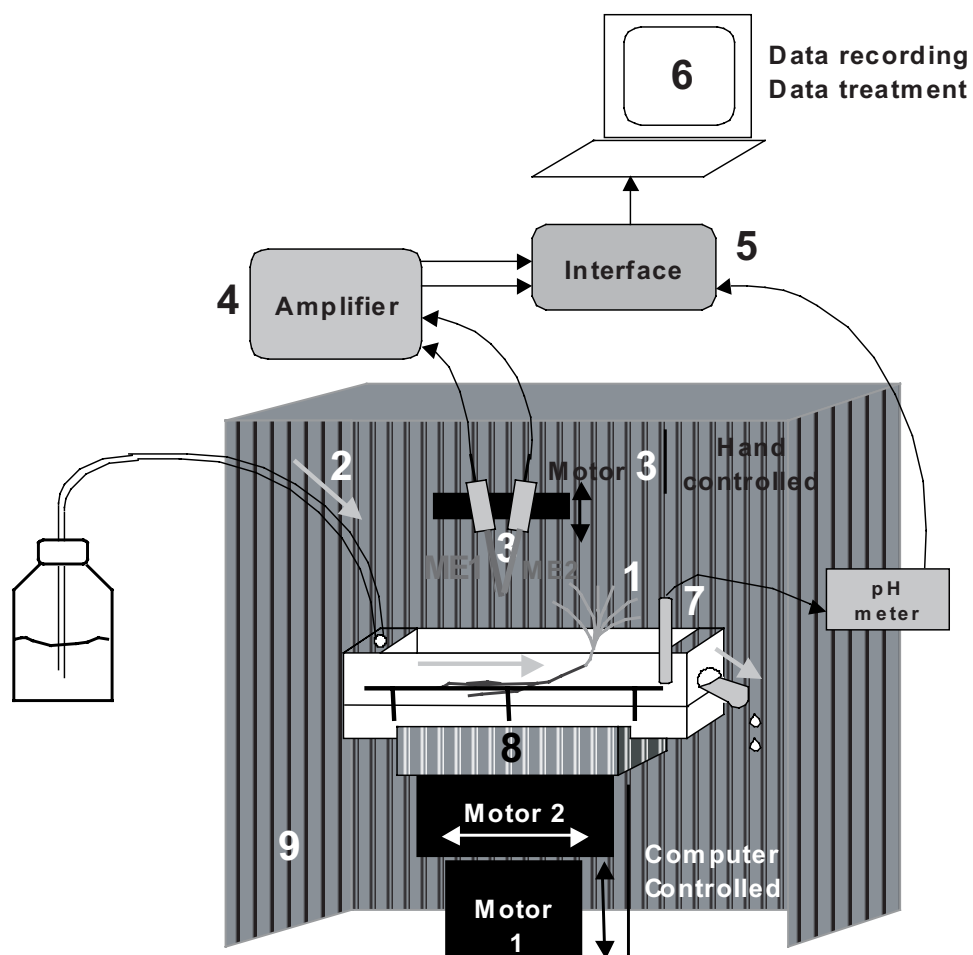 6
Data recording
Data treatment
5
Interface
4
Amplifier
2
Motor 3
Hand
controlled
3
ME1
ME2
1
7
pH
meter
8
Motor 2
9
Computer
Controlled
Motor
1